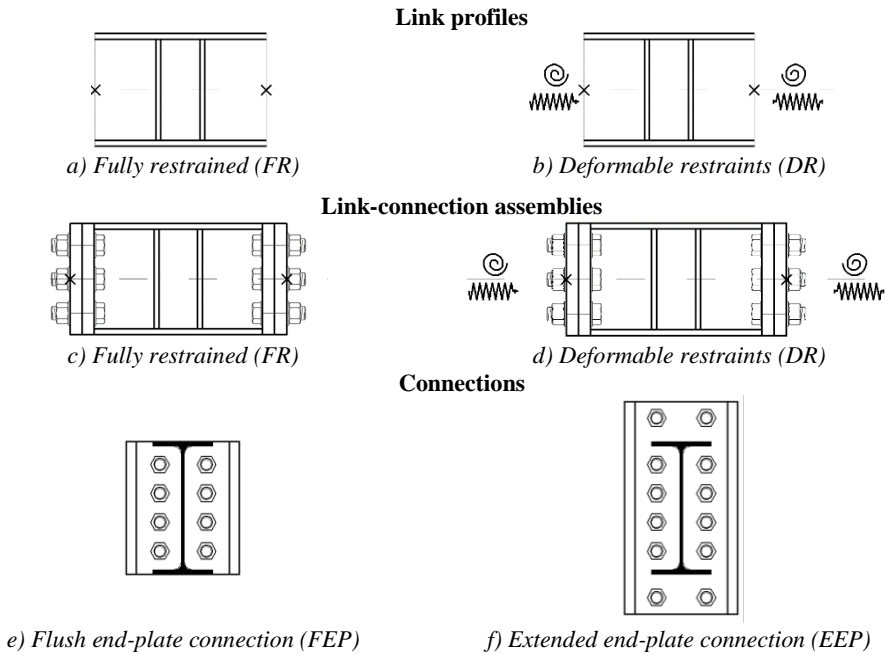 Link profiles
a) Fully restrained (FR)
b) Deformable restraints (DR)
Link-connection assemblies
c) Fully restrained (FR)
d) Deformable restraints (DR)
Connections
e) Flush end-plate connection (FEP)
f) Extended end-plate connection (EEP)